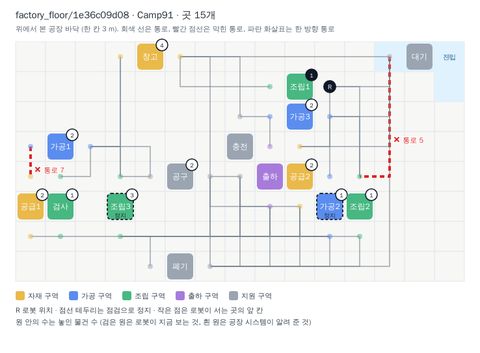 factory_floor/1e36c09d08 · Camp91 · 곳 15개
위에서 본 공장 바닥 (한 칸 3 m). 회색 선은 통로, 빨간 점선은 막힌 통로, 파란 화살표는 한 방향 통로
창고 4
대기
진입
조립1 1
R
가공3 2
✕ 통로 5
가공1 2
충전
✕ 통로 7
공구 2
출하
공급2 2
공급1 2
검사 1
조립3 3
정지
가공2 1
정지
조립2 1
폐기
자재 구역
가공 구역
조립 구역
출하 구역
지원 구역
R 로봇 위치 · 점선 테두리는 점검으로 정지 · 작은 점은 로봇이 서는 곳의 앞 칸
원 안의 수는 놓인 물건 수 (검은 원은 로봇이 지금 보는 것, 흰 원은 공장 시스템이 알려 준 것)